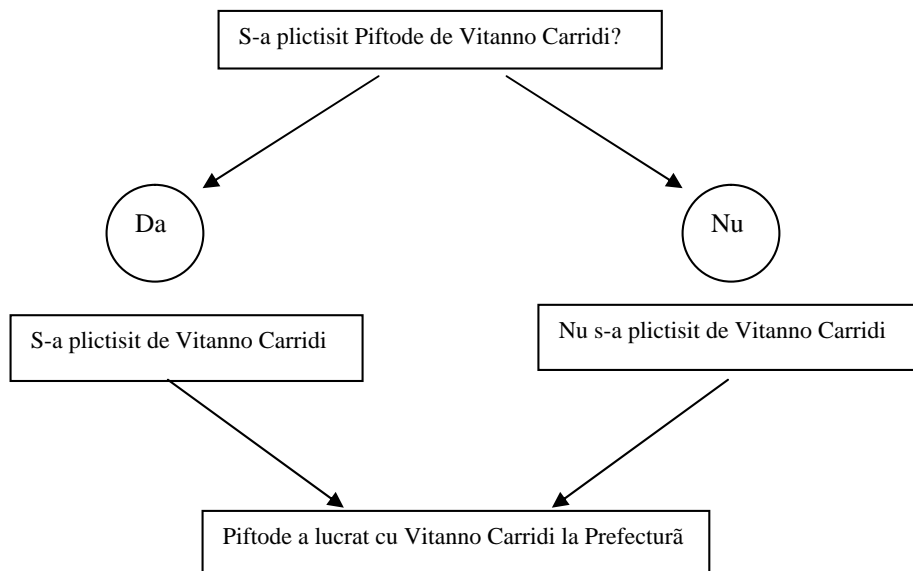 S-a plictisit Piftode de Vitanno Carridi?
Da
Nu
S-a plictisit de Vitanno Carridi
Nu s-a plictisit de Vitanno Carridi
Piftode a lucrat cu Vitanno Carridi la Prefecturã